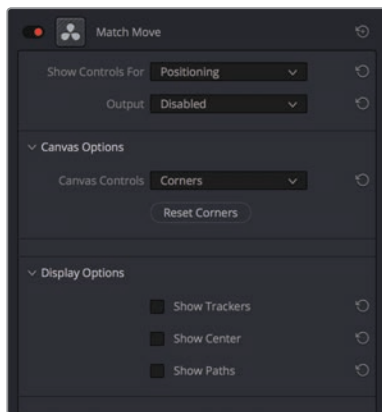 Match Move
Show Controls For Positioning
Output Disabled
Canvas Options
Canvas Controls Corners
Reset Corners
Display Options
Show Trackers
Show Center
Show Paths